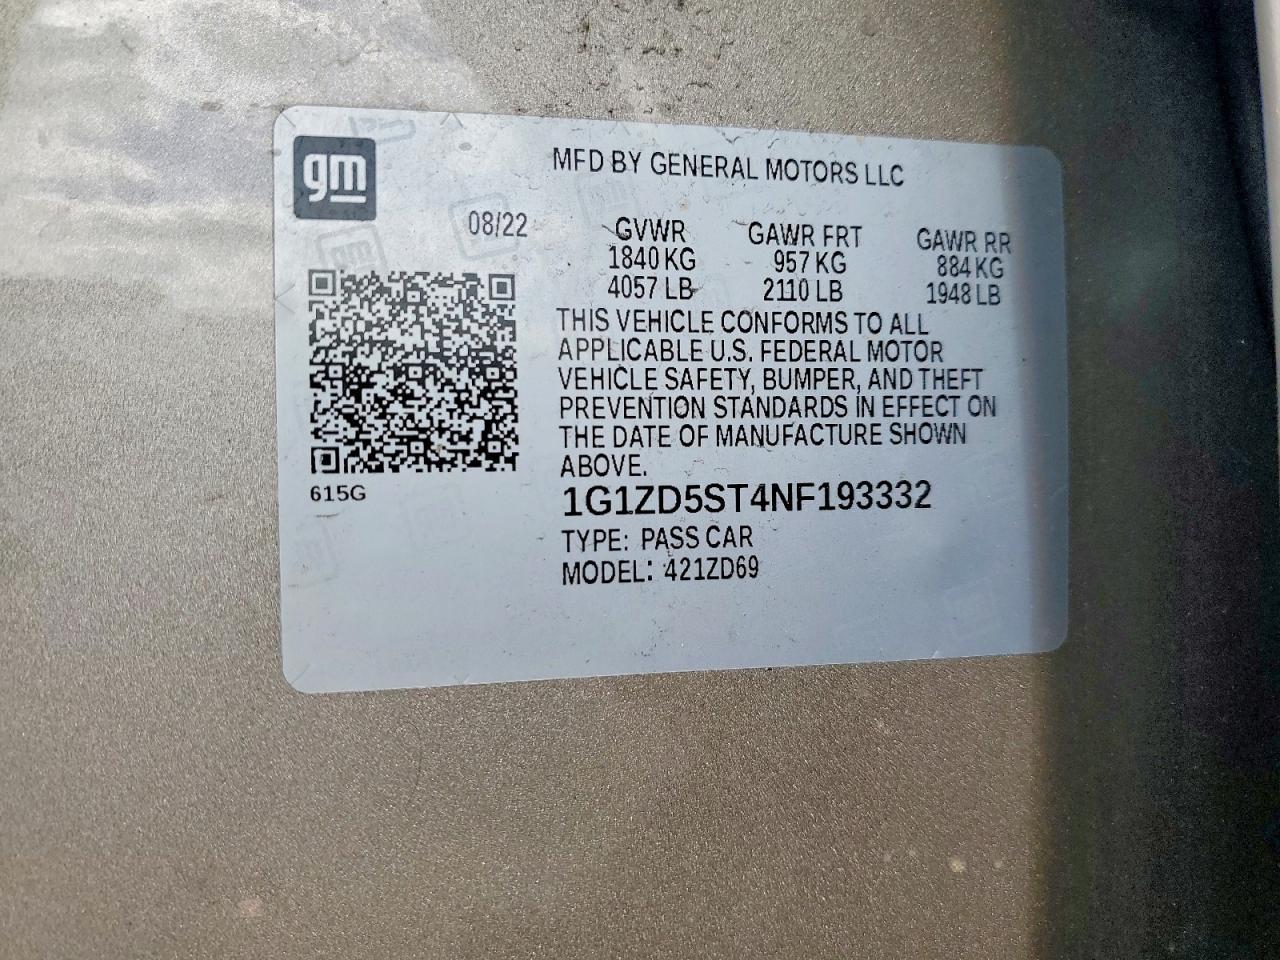 gm
MFD BY GENERAL MOTORS LLC
08/22
GVWR GAWR FRT GAWR RR
1840 KG 957 KG 884 KG
4057 LB 2110 LB 1948 LB
THIS VEHICLE CONFORMS TO ALL
APPLICABLE U.S. FEDERAL MOTOR
VEHICLE SAFETY, BUMPER, AND THEFT
PREVENTION STANDARDS IN EFFECT ON
THE DATE OF MANUFACTURE SHOWN
ABOVE.
615G
1G1ZD5ST4NF193332
TYPE: PASS CAR
MODEL: 421ZD69